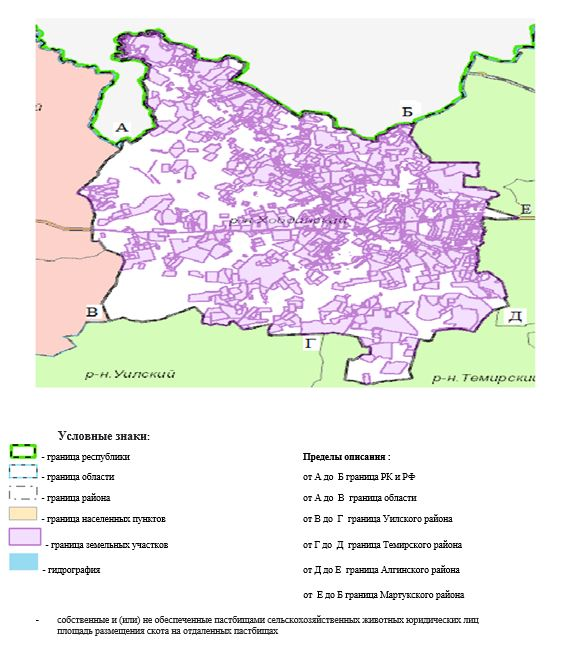 а
А
Б
р-н. Хобдинский
Е
В
Д
Г
р-н. Уилский
р-н. Темирский
Условные знаки:
- граница республики
Пределы описания :
- граница области
от А до Б граница РК и РФ
- граница района
от А до В граница области
- граница населенных пунктов
от В до Г граница Уилского района
- граница земельных участков
от Г до Д граница Темирского района
- гидрография
от Д до Е граница Алгинского района
от Е до Б граница Мартукского района
- собственные и (или) не обеспеченные пастбищами сельскохозяйственных животных юридических лиц
площадь размещения скота на отдаленных пастбищах